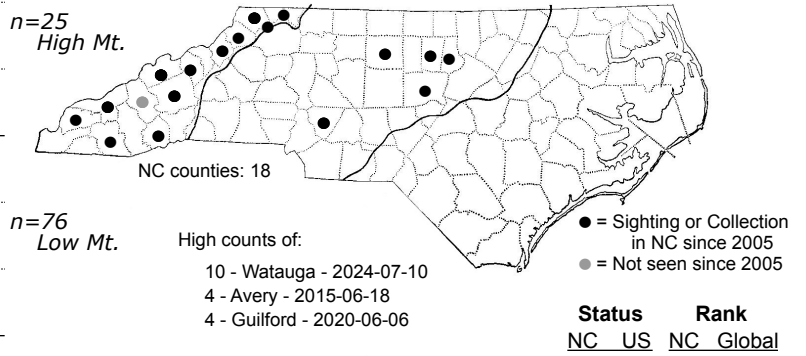 n=25
High Mt.
NC counties: 18
n=76
Low Mt.
High counts of:
10 - Watauga - 2024-07-10
4 - Avery - 2015-06-18
4 - Guilford - 2020-06-06
= Sighting or Collection
in NC since 2005
= Not seen since 2005
Status Rank
NC US NC Global